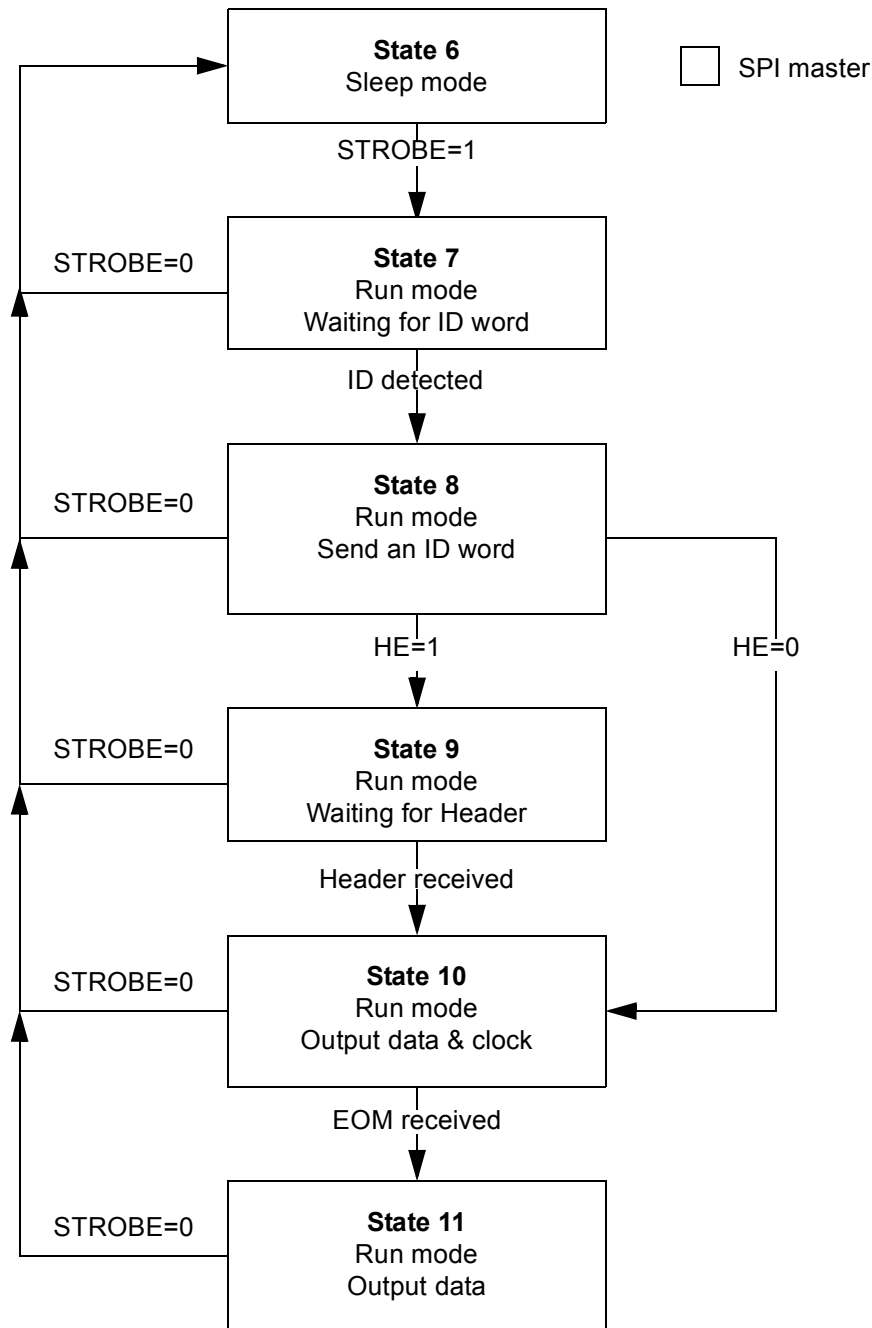 State 6
Sleep mode
SPI master
STROBE=1
State 7
Run mode
Waiting for ID word
STROBE=0
ID detected
State 8
Run mode
Send an ID word
STROBE=0
HE=1
HE=0
State 9
Run mode
Waiting for Header
STROBE=0
Header received
State 10
Run mode
Output data & clock
STROBE=0
EOM received
State 11
Run mode
Output data
STROBE=0